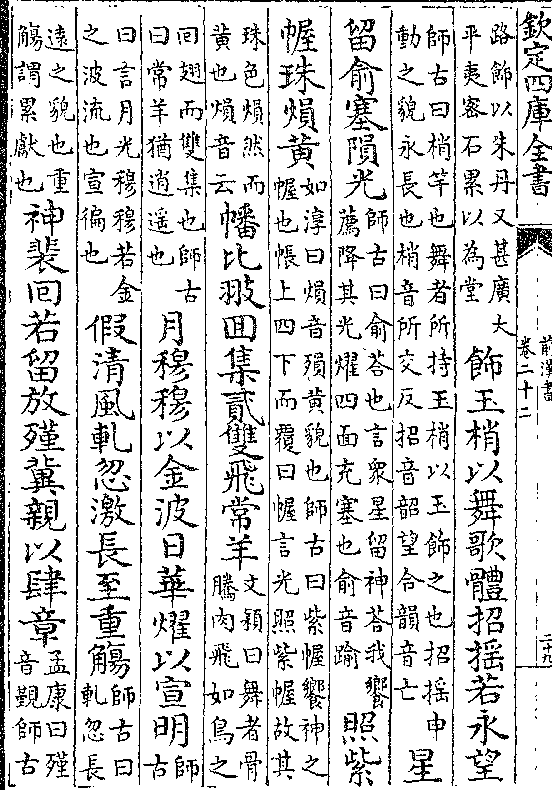 欽定四庫全書
前漢書
卷二十二
二十九
路飾以朱丹又甚廣大
平夷密石累以為堂
飾玉梢以舞歌體招搖若永望
師古曰梢竿也舞者所持玉梢以玉飾之也招搖申
動之貌永長也梢音所交反招音韶望合韻音亡
星
留俞塞隕光
師古曰俞荅也言衆星留神荅我饗
薦降其光燿四面充塞也俞音踰
照紫
幄珠熉黄
如淳曰熉音殞黄貌也師古曰紫幄饗神之
幄也帳上四下而覆曰幄言光照紫幄故其
珠色熉然而
黄也熉音云
幡比翄囬集貳雙飛常羊
文穎曰舞者骨
騰肉飛如鳥之
回翅而雙集也師古
曰常羊猶逍遥也
月穆穆以金波日華燿以宣明
師
古
曰言月光穆穆若金
之波流也宣徧也
假清風軋忽激長至重觴
師古曰
軋忽長
遠之貌也重
觴謂累獻也
神裴回若留放殣冀親以肆章
孟康曰殣
音覲師古